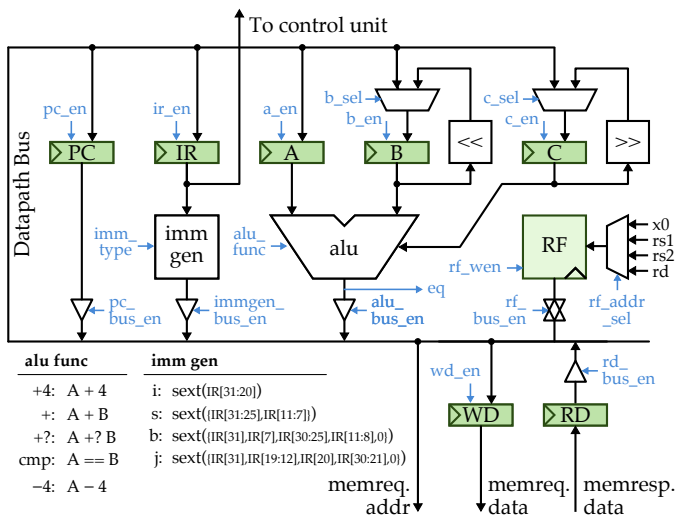 To control unit
Datapath Bus
pc_en
ir_en
a_en
b_sel
b_en
c_sel
c_en
PC
IR
A
B
<<
C
>>
imm_
type
imm
gen
alu_
func
alu
rf_wen
RF
x0
rs1
rs2
rd
rf_addr
_sel
pc_
bus_en
immgen_
bus_en
eq
alu_
bus_en
rf_
bus_en
alu func
+4: A + 4
+: A + B
+?: A +? B
cmp: A == B
−4: A − 4
imm gen
i: sext(IR[31:20])
s: sext({IR[31:25],IR[11:7]})
b: sext({IR[31],IR[7],IR[30:25],IR[11:8],0})
j: sext({IR[31],IR[19:12],IR[20],IR[30:21],0})
wd_en
rd_
bus_en
WD
RD
memreq.
addr
memreq.
data
memresp.
data